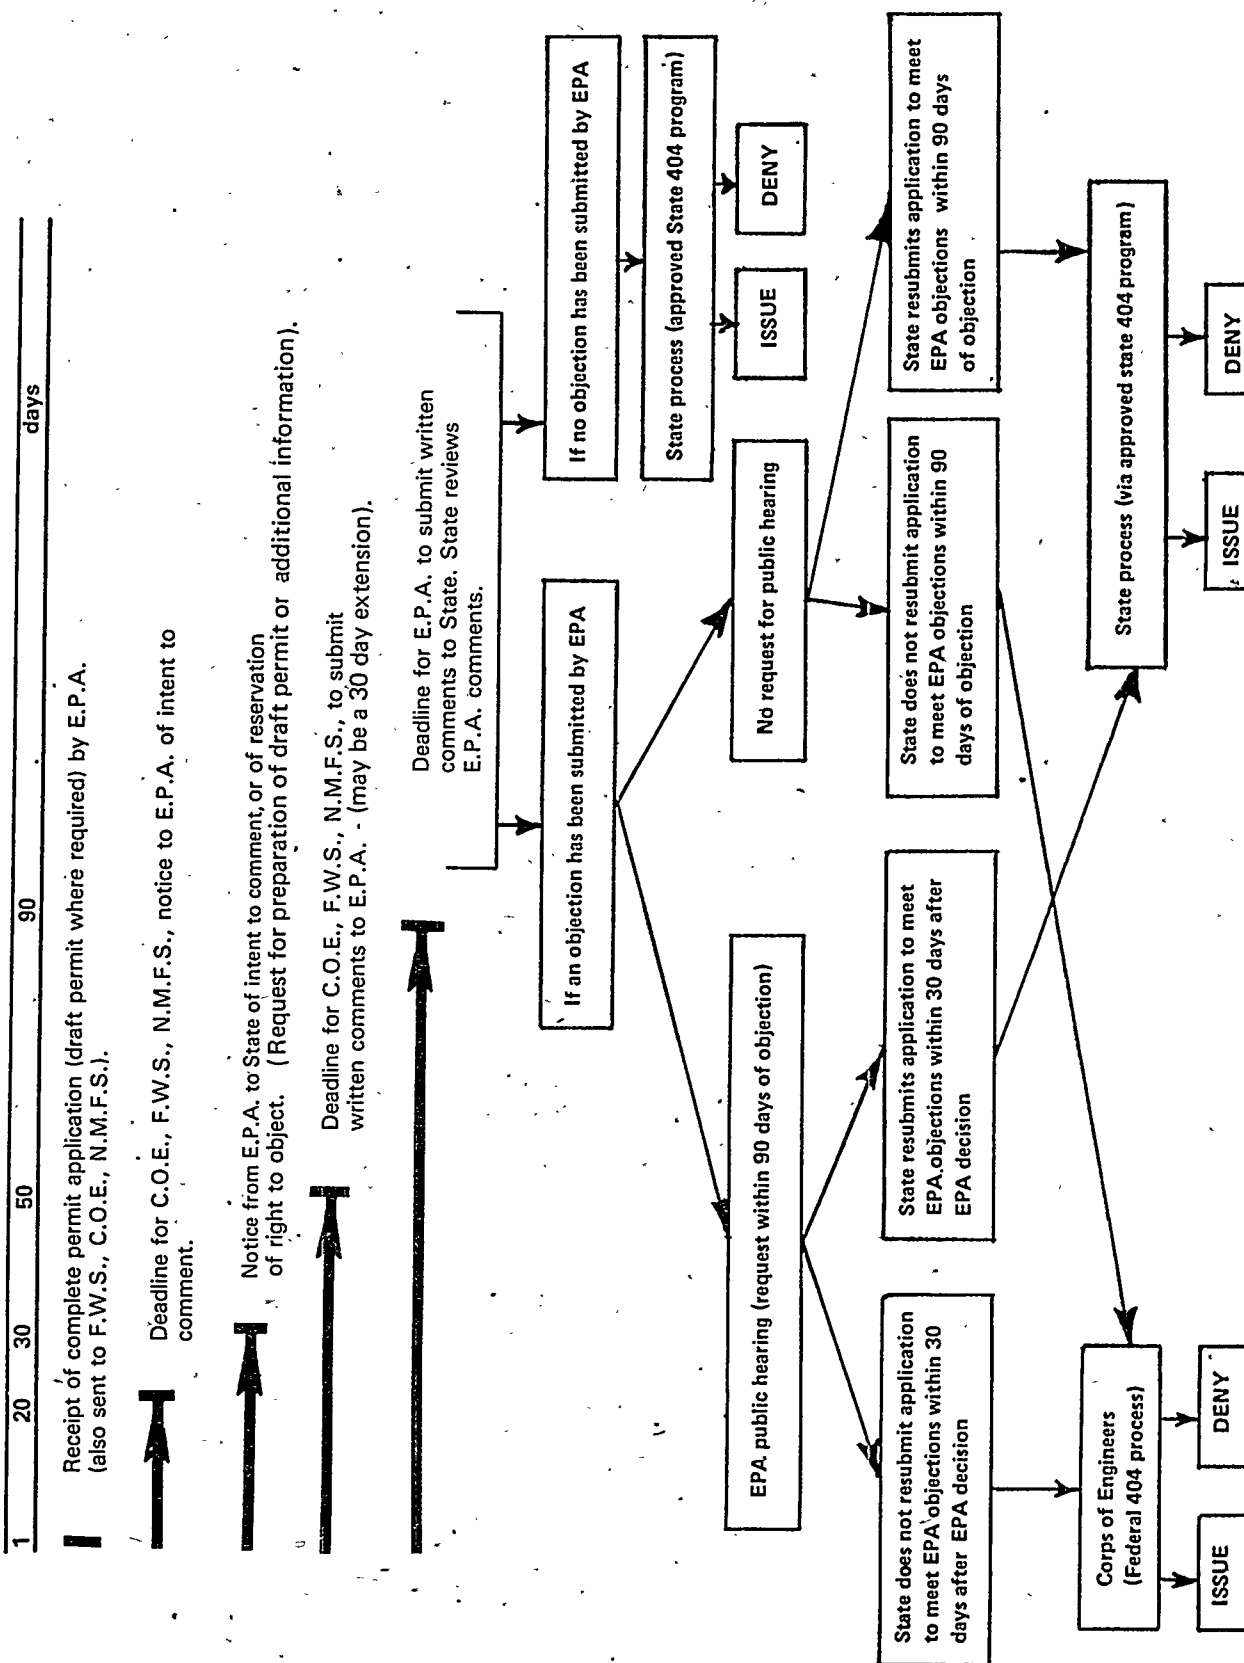 1 20 30 50 90 days
Receipt of complete permit application (draft permit where required) by E.P.A.
(also sent to F.W.S., C.O.E., N.M.F.S.).
Deadline for C.O.E., F.W.S., N.M.F.S., notice to E.P.A. of intent to
comment.
Notice from E.P.A. to State of intent to comment, or of reservation
of right to object. (Request for preparation of draft permit or additional information).
Deadline for C.O.E., F.W.S., N.M.F.S., to submit
written comments to E.P.A. - (may be a 30 day extension).
Deadline for E.P.A. to submit written
comments to State. State reviews
E.P.A. comments.
If an objection has been submitted by EPA
If no objection has been submitted by EPA
State process (approved State 404 program)
ISSUE
DENY
EPA public hearing (request within 90 days of objection)
No request for public hearing
State does not resubmit application
to meet EPA objections within 30
days after EPA decision
State resubmits application to meet
EPA objections within 30 days after
EPA decision
State does not resubmit application
to meet EPA objections within 90
days of objection
State resubmits application to meet
EPA objections within 90 days
of objection
Corps of Engineers
(Federal 404 process)
ISSUE
DENY
State process (via approved state 404 program)
ISSUE
DENY